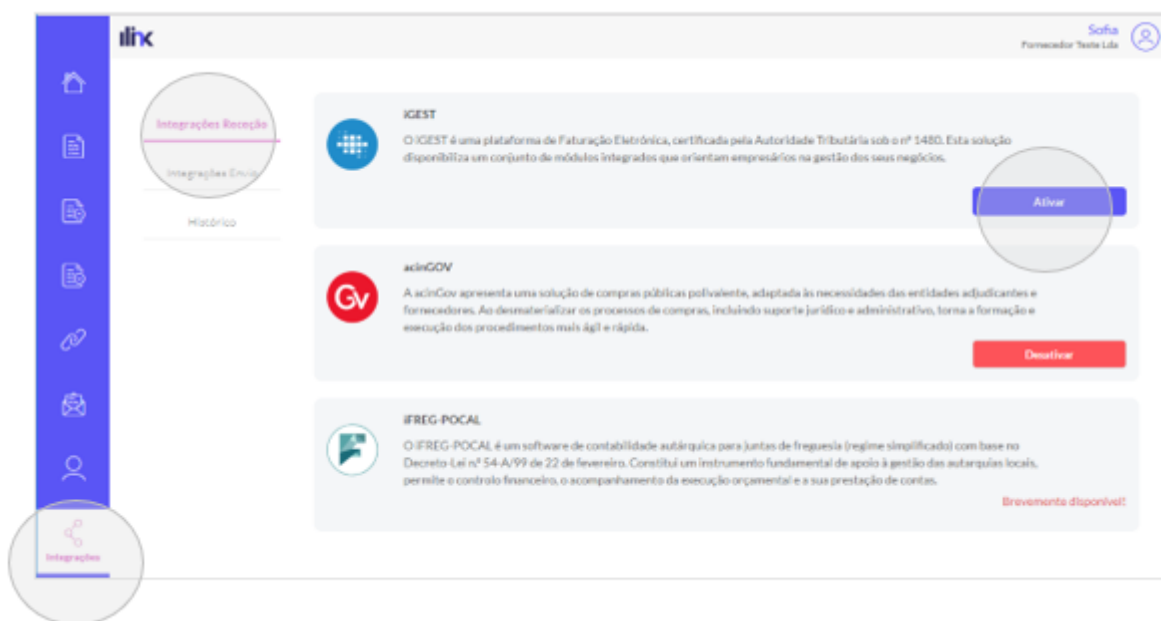 ilink
Sofia
Fornecedor Teste Lda
Integrações Receção
Integrações Envio
Histórico
Integrações
iGEST
O iGEST é uma plataforma de Faturação Eletrónica, certificada pela Autoridade Tributária sob o nº 1480. Esta solução
disponibiliza um conjunto de módulos integrados que orientam empresários na gestão dos seus negócios.
Ativar
acinGOV
A acinGov apresenta uma solução de compras públicas polivalente, adaptada às necessidades das entidades adjudicantes e
fornecedores. Ao desmaterializar os processos de compras, incluindo suporte jurídico e administrativo, torna a formação e
execução dos procedimentos mais ágil e rápida.
Desativar
Gv
iFREG-POCAL
O iFREG-POCAL é um software de contabilidade autárquica para juntas de freguesia (regime simplificado) com base no
Decreto-Lei n.º 54-A/99 de 22 de fevereiro. Constitui um instrumento fundamental de apoio à gestão das autarquias locais,
permite o controlo financeiro, o acompanhamento da execução orçamental e a sua prestação de contas.
Brevemente disponível!